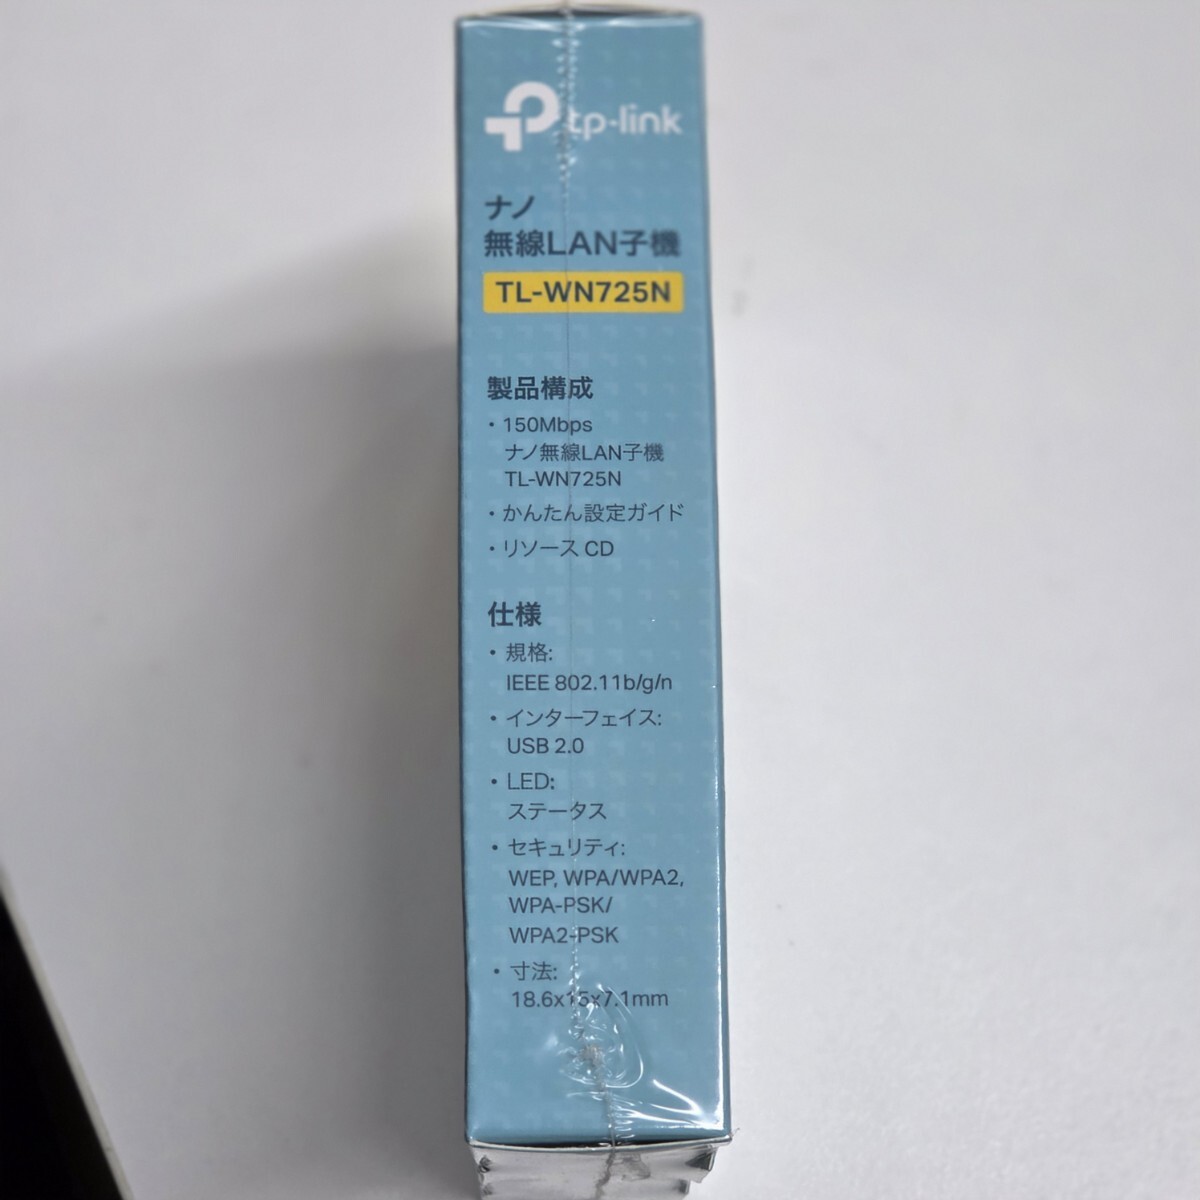 tp-link
ナノ
無線LAN子機
TL-WN725N
製品構成
・150Mbps
ナノ無線LAN子機
TL-WN725N
・かんたん設定ガイド
・リソース CD
仕様
・規格:
IEEE 802.11b/g/n
・インターフェイス:
USB 2.0
・LED:
ステータス
・セキュリティ:
WEP, WPA/WPA2,
WPA-PSK/
WPA2-PSK
・寸法:
18.6x15x7.1mm